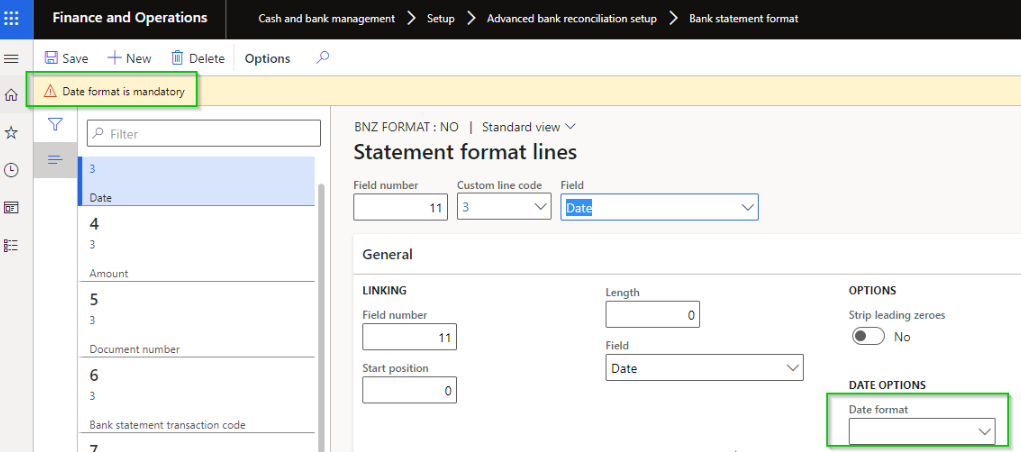 Finance and Operations
Cash and bank management > Setup > Advanced bank reconciliation setup > Bank statement format
Save New Delete Options
Date format is mandatory
Filter
3
Date
4
3
Amount
5
3
Document number
6
3
Bank statement transaction code
7
BNZ FORMAT : NO | Standard view
Statement format lines
Field number Custom line code Field
11 3 Date
General
LINKING
Field number
11
Start position
0
Length
0
Field
Date
OPTIONS
Strip leading zeroes
No
DATE OPTIONS
Date format